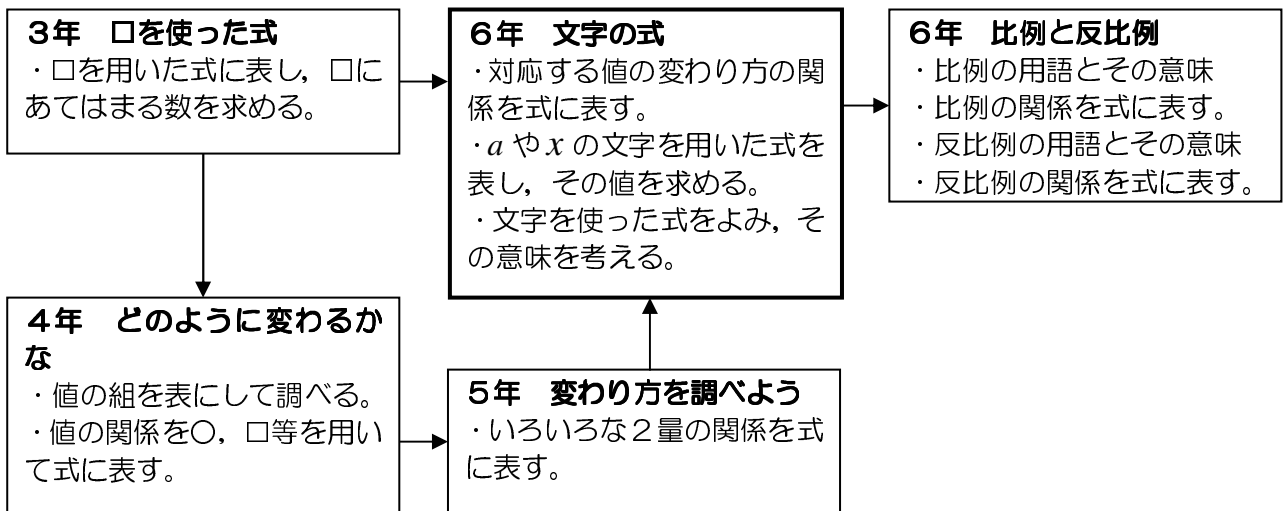 3年 □を使った式
・□を用いた式に表し，□に
あてはまる数を求める。
6年 文字の式
・対応する値の変わり方の関
係を式に表す。
・aやxの文字を用いた式を
表し，その値を求める。
・文字を使った式をよみ，そ
の意味を考える。
6年 比例と反比例
・比例の用語とその意味
・比例の関係を式に表す。
・反比例の用語とその意味
・反比例の関係を式に表す。
4年 どのように変わるか
な
・値の組を表にして調べる。
・値の関係を○，□等を用い
て式に表す。
5年 変わり方を調べよう
・いろいろな２量の関係を式
に表す。